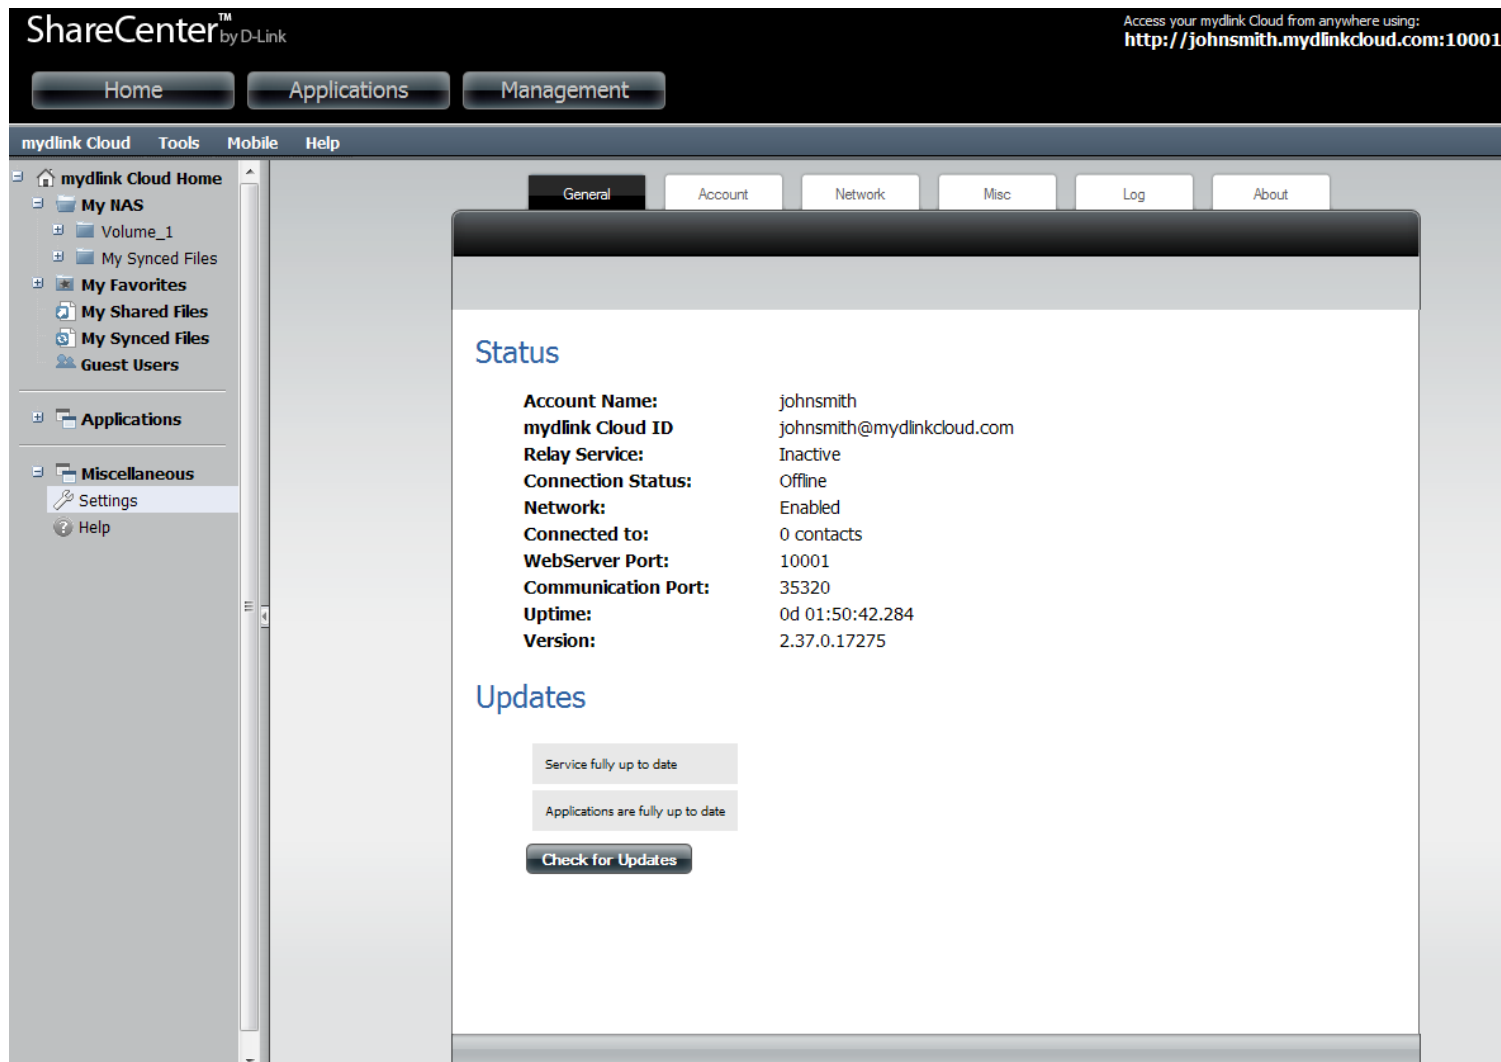 ShareCenter™ by D-Link
Access your mydlink Cloud from anywhere using:
http://johnsmith.mydlinkcloud.com:10001
Home Applications Management
mydlink Cloud Tools Mobile Help
mydlink Cloud Home
My NAS
Volume_1
My Synced Files
My Favorites
My Shared Files
My Synced Files
Guest Users
Applications
Miscellaneous
Settings
Help
General Account Network Misc Log About
Status
Account Name: johnsmith
mydlink Cloud ID johnsmith@mydlinkcloud.com
Relay Service: Inactive
Connection Status: Offline
Network: Enabled
Connected to: 0 contacts
WebServer Port: 10001
Communication Port: 35320
Uptime: 0d 01:50:42.284
Version: 2.37.0.17275
Updates
Service fully up to date
Applications are fully up to date
Check for Updates